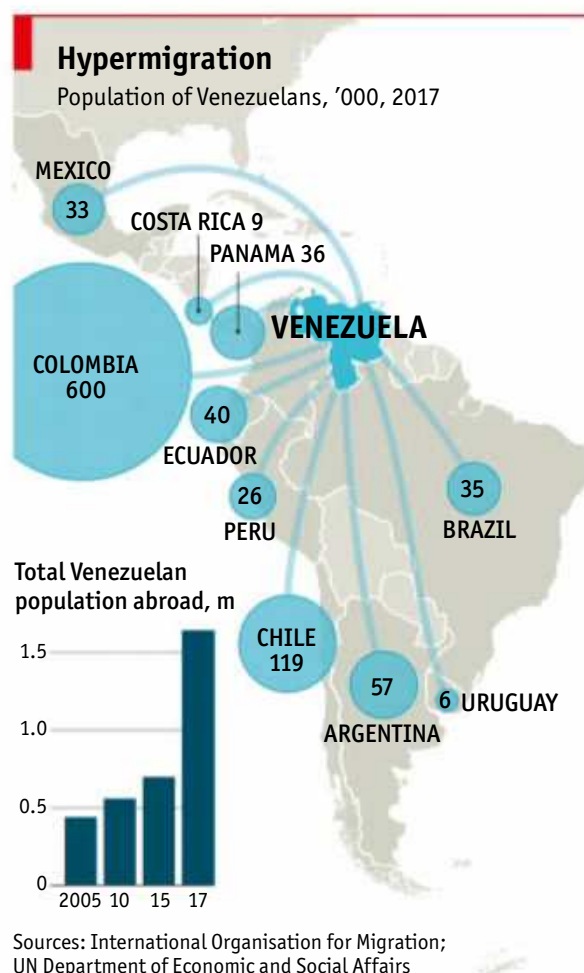 Hypermigration
Population of Venezuelans, ’000, 2017
MEXICO
33
COSTA RICA 9
PANAMA 36
VENEZUELA
COLOMBIA
600
40
ECUADOR
26
PERU
35
BRAZIL
CHILE
119
57
ARGENTINA
6 URUGUAY
Total Venezuelan
population abroad, m
1.5
1.0
0.5
0
2005 10 15 17
Sources: International Organisation for Migration;
UN Department of Economic and Social Affairs